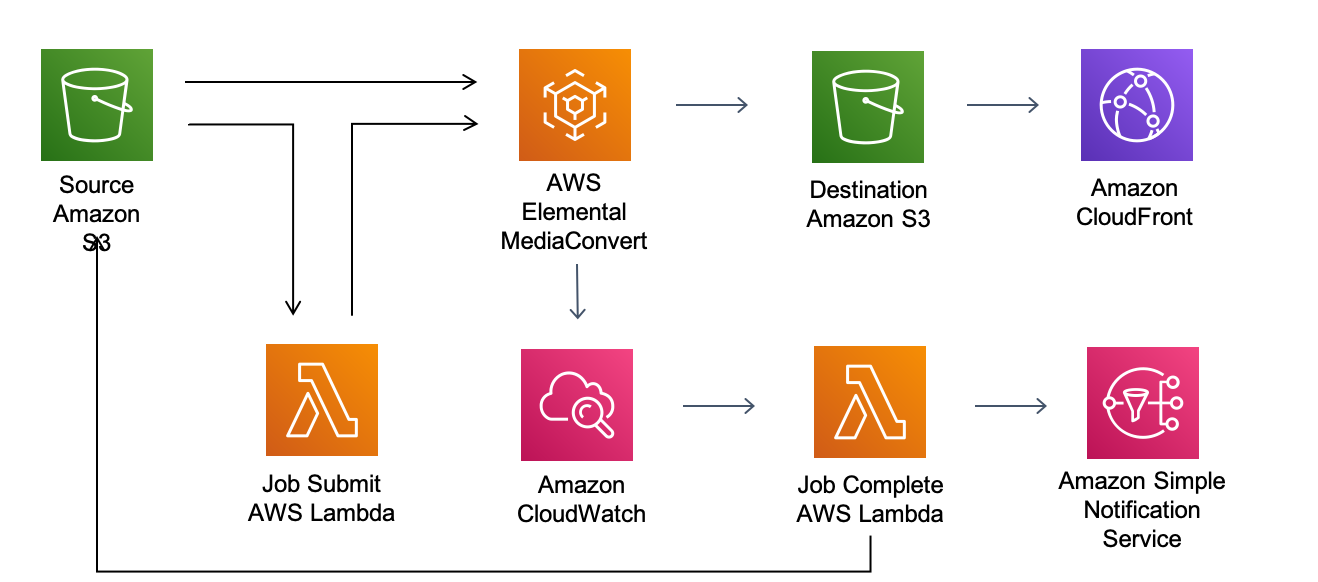 Source
Amazon
S3
AWS
Elemental
MediaConvert
Destination
Amazon S3
Amazon
CloudFront
Job Submit
AWS Lambda
Amazon
CloudWatch
Job Complete
AWS Lambda
Amazon Simple
Notification
Service